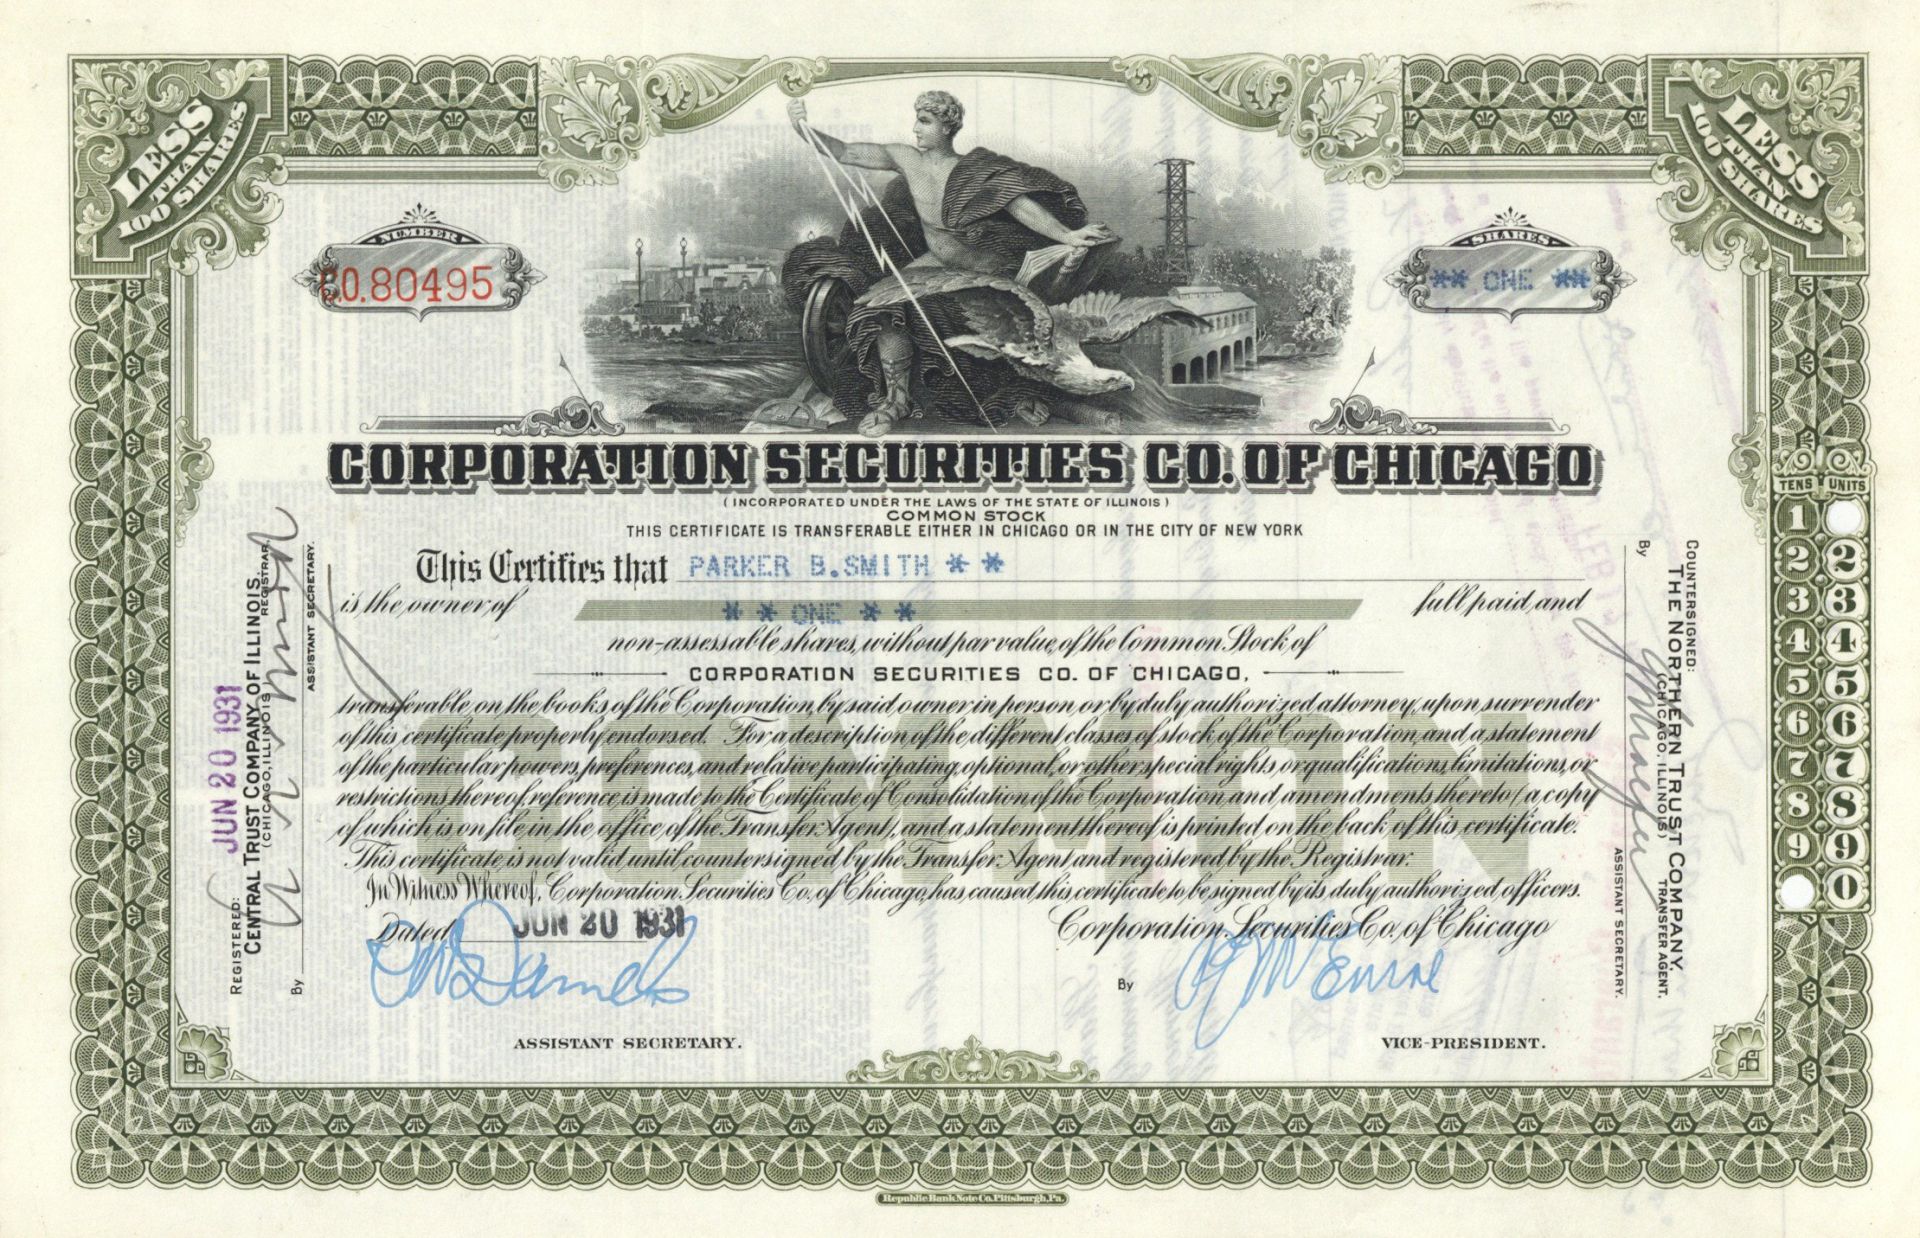 LESS
THAN
100 SHARES
LESS
THAN
100 SHARES
NUMBER
C.O.80495
SHARES
** ONE **
CORPORATION SECURITIES CO. OF CHICAGO
(INCORPORATED UNDER THE LAWS OF THE STATE OF ILLINOIS)
COMMON STOCK
THIS CERTIFICATE IS TRANSFERABLE EITHER IN CHICAGO OR IN THE CITY OF NEW YORK
This Certifies that PARKER B. SMITH * *
is the owner of * * ONE * * full paid and
non-assessable shares, without par value, of the Common Stock of
CORPORATION SECURITIES CO. OF CHICAGO,
transferable on the books of the Corporation by said owner in person or by duly authorized attorney, upon surrender
of this certificate properly endorsed. For a description of the different classes of stock of the Corporation and a statement
of the particular powers, preferences, and relative participating, optional, or other special rights, or qualifications, limitations, or
restrictions thereof, reference is made to the Certificate of Consolidation of the Corporation and amendments thereto (a copy
of which is on file in the office of the Transfer Agent), and a statement thereof is printed on the back of this certificate.
This certificate is not valid until countersigned by the Transfer Agent and registered by the Registrar.
In Witness Whereof, Corporation Securities Co. of Chicago, has caused this certificate to be signed by its duly authorized officers.
COMMON
Dated JUN 20 1931
Corporation Securities Co. of Chicago
By
ASSISTANT SECRETARY.
VICE-PRESIDENT.
JUN 20 1931
REGISTERED:
CENTRAL TRUST COMPANY OF ILLINOIS,
(CHICAGO, ILLINOIS) REGISTRAR,
By
ASSISTANT SECRETARY.
COUNTERSIGNED:
THE NORTHERN TRUST COMPANY,
(CHICAGO, ILLINOIS) TRANSFER AGENT,
By
ASSISTANT SECRETARY.
TENS UNITS
1
2 2
3 3
4 4
5 5
6 6
7 7
8 8
9 9
0
Republic Bank Note Co. Pittsburgh, Pa.